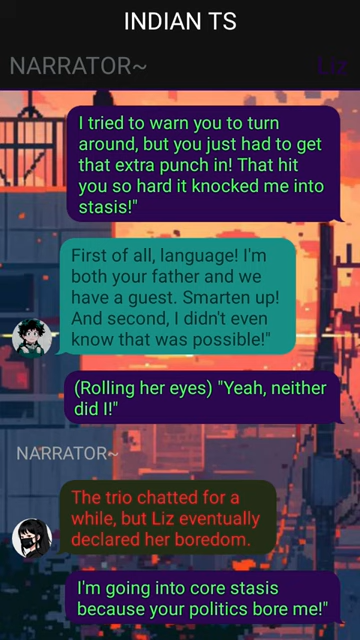 INDIAN TS
NARRATOR~ Liz
I tried to warn you to turn
around, but you just had to get
that extra punch in! That hit
you so hard it knocked me into
stasis!"
First of all, language! I'm
both your father and we
have a guest. Smarten up!
And second, I didn't even
know that was possible!"
(Rolling her eyes) "Yeah, neither
did I!"
NARRATOR~
The trio chatted for a
while, but Liz eventually
declared her boredom.
I'm going into core stasis
because your politics bore me!"